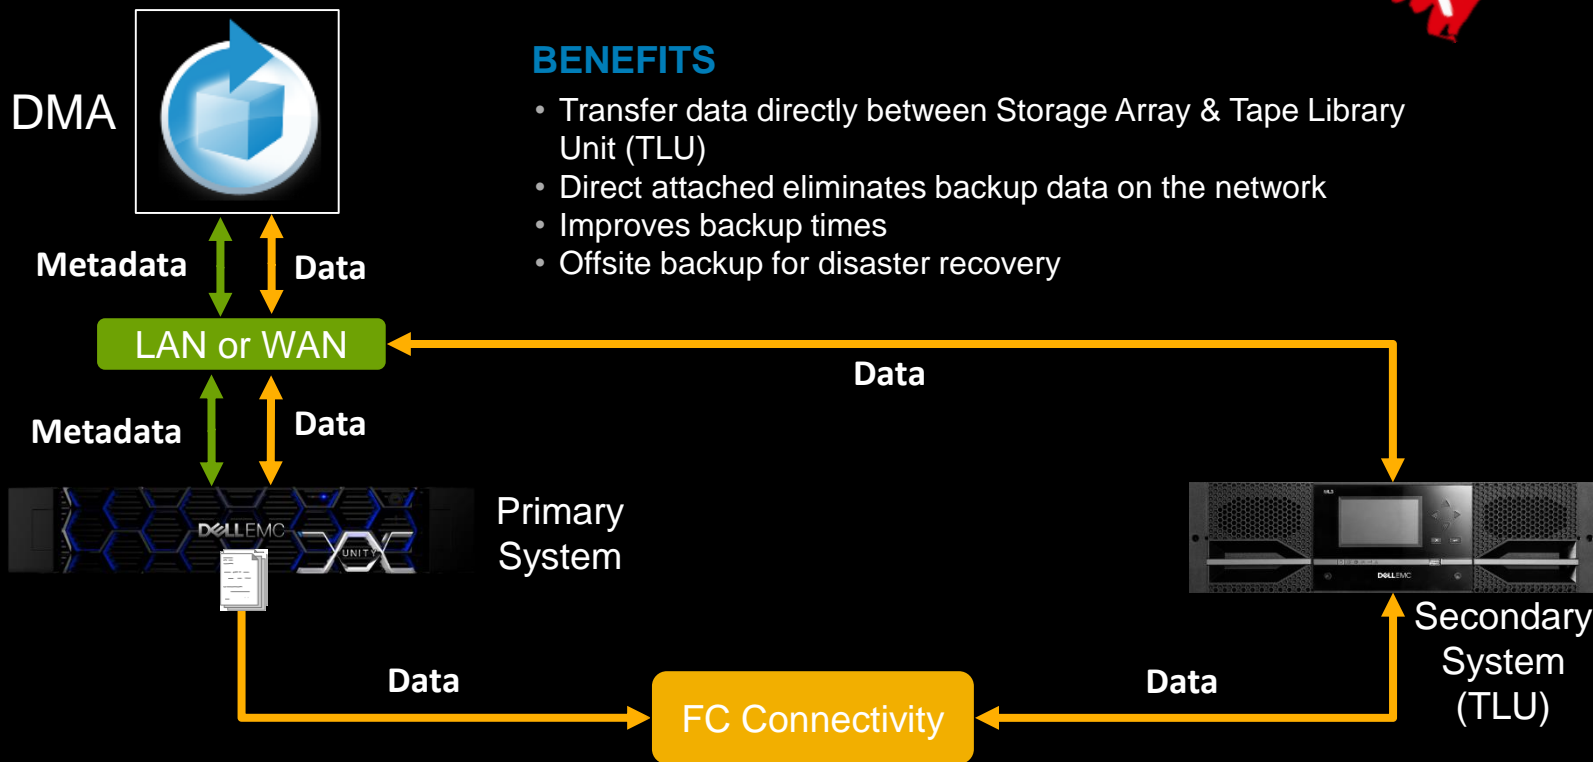 DMA
BENEFITS
• Transfer data directly between Storage Array & Tape Library
Unit (TLU)
• Direct attached eliminates backup data on the network
• Improves backup times
• Offsite backup for disaster recovery
Metadata
Data
LAN or WAN
Data
Metadata
Data
DELLEMC
UNITY
Primary
System
ML3
DELLEMC
Secondary
System
(TLU)
Data
FC Connectivity
Data